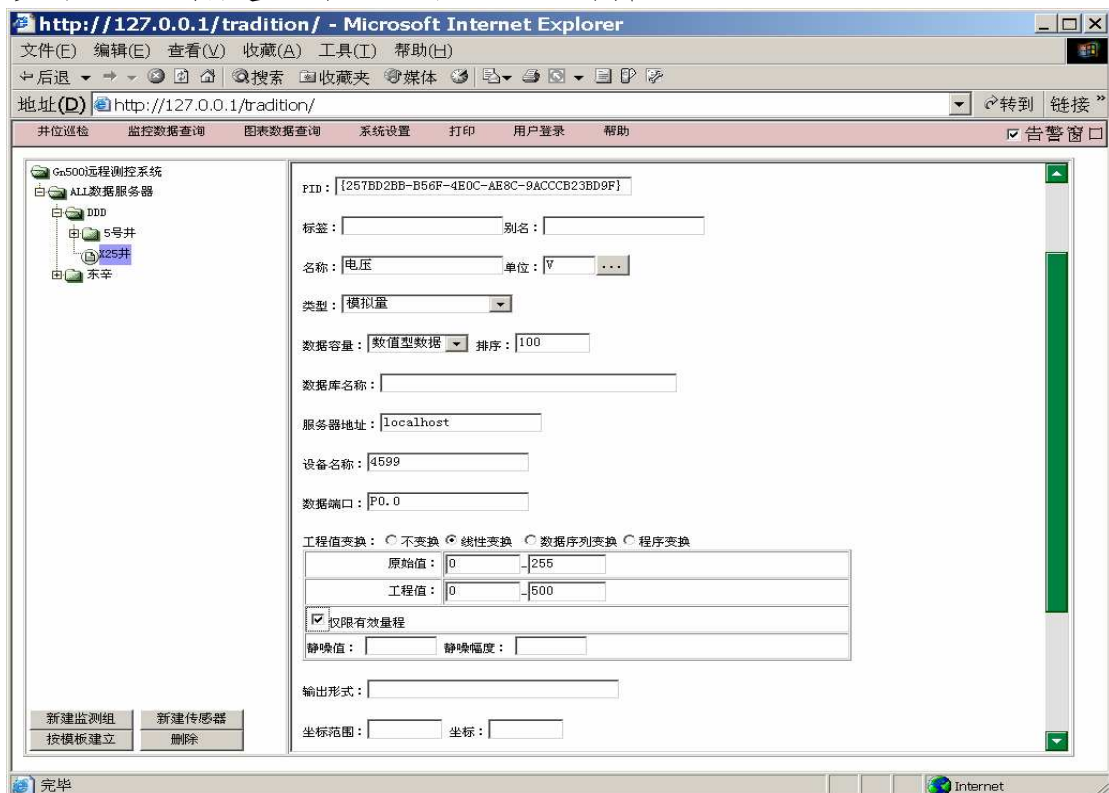 http://127.0.0.1/tradition/ - Microsoft Internet Explorer
文件(F) 编辑(E) 查看(V) 收藏(A) 工具(T) 帮助(H)
后退 搜索 收藏夹 媒体
地址(D) http://127.0.0.1/tradition/ 转到 链接 »
井位巡检 监控数据查询 图表数据查询 系统设置 打印 用户登录 帮助 告警窗口
Gn500远程测控系统
ALL数据服务器
DDD
5号井
X25井
东辛
新建监测组 新建传感器
按模板建立 删除
PID：{257BD2BB-B56F-4E0C-AE8C-9ACCCB23BD9F}
标签： 别名：
名称：电压 单位：V ...
类型：模拟量
数据容量：数值型数据 排序：100
数据库名称：
服务器地址：localhost
设备名称：4599
数据端口：P0.0
工程值变换： 不变换 线性变换 数据序列变换 程序变换
原始值：0 - 255
工程值：0 - 500
仅限有效量程
静噪值： 静噪幅度：
输出形式：
坐标范围： 坐标：
完毕 Internet